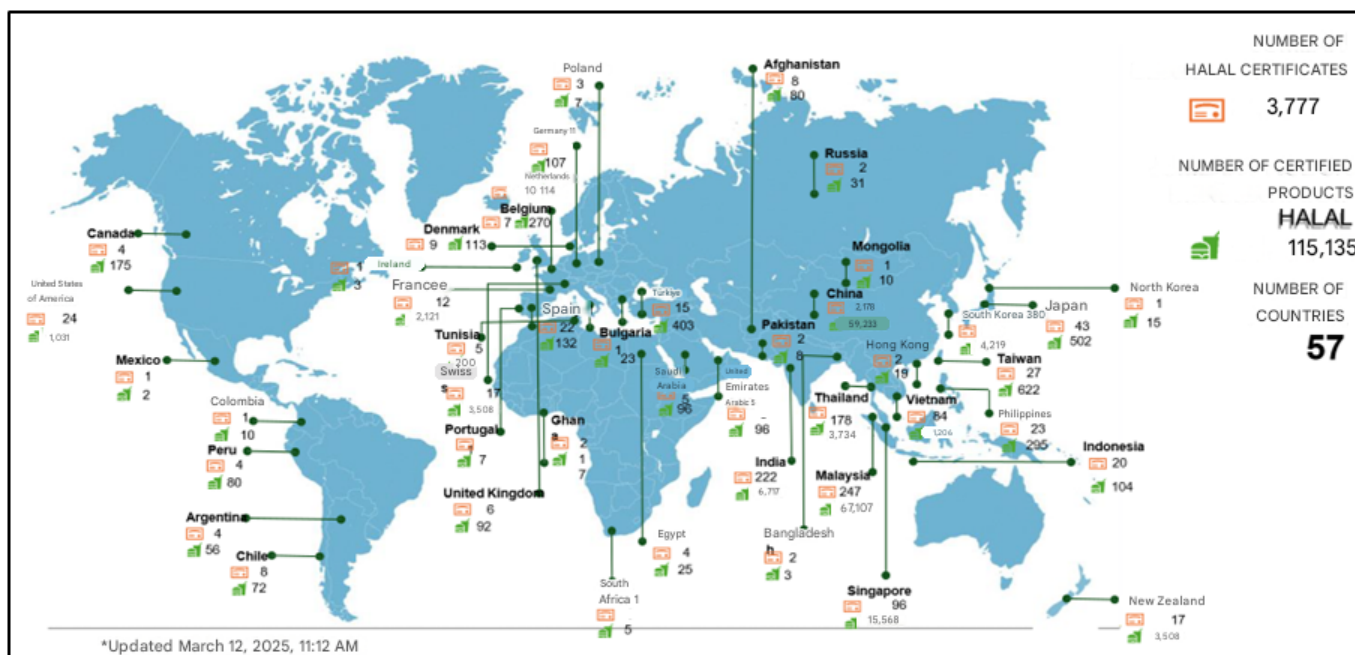 NUMBER OF
HALAL CERTIFICATES
3,777
NUMBER OF CERTIFIED
PRODUCTS
HALAL
115,135
NUMBER OF
COUNTRIES
57
Poland
3
7
Afghanistan
8
80
Germany 11
107
Netherlands
10 114
Belgium
7 270
Denmark
9 113
Russia
2
31
Canada
4
175
Ireland
1
3
Mongolia
1
10
United States
of America
24
1,031
Francee
12
2,121
Spain
22
132
Türkiye
15
403
China
2,178
59,233
North Korea
1
15
South Korea 380
4,219
Japan
43
502
Tunisia
5
200
Bulgaria
1
23
Pakistan
2
8
Hong Kong
2
19
Taiwan
27
622
Mexico
1
2
Swiss
s
17
3,508
Saudi
Arabia
5
96
United
Emirates
Arabic 5
-
96
Thailand
178
3,734
Vietnam
84
1,206
Philippines
23
295
Colombia
1
10
Portugal
7
Ghan
a
2
1
7
Peru
4
80
India
222
6,717
Malaysia
247
67,107
Indonesia
20
104
United Kingdom
6
92
Argentina
4
56
Egypt
4
25
Bangladesh
h
2
3
Chile
8
72
South
Africa 1
5
Singapore
96
15,568
New Zealand
17
3,508
*Updated March 12, 2025, 11:12 AM